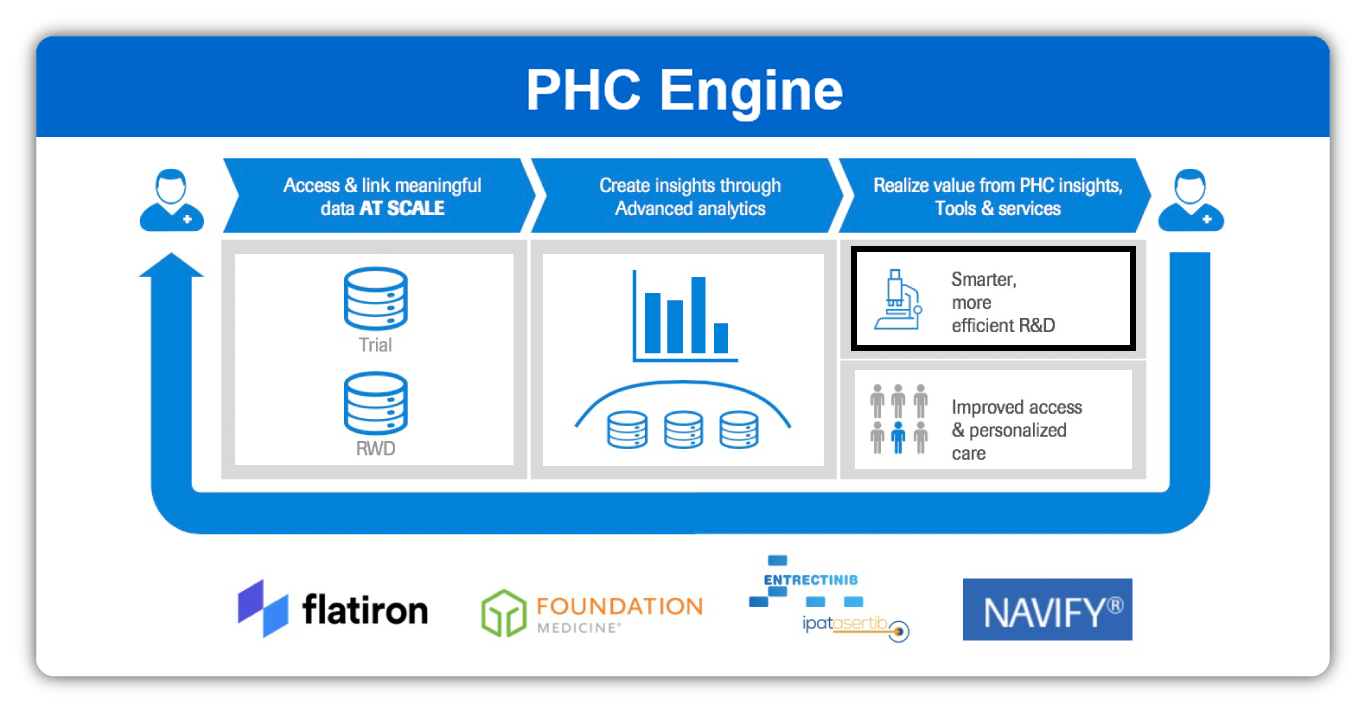 PHC Engine
Access & link meaningful
data AT SCALE
Create insights through
Advanced analytics
Realize value from PHC insights,
Tools & services
Trial
RWD
Smarter,
more
efficient R&D
Improved access
& personalized
care
flatiron
FOUNDATION
MEDICINE®
ENTRECTINIB
ipatasertib
NAVIFY®